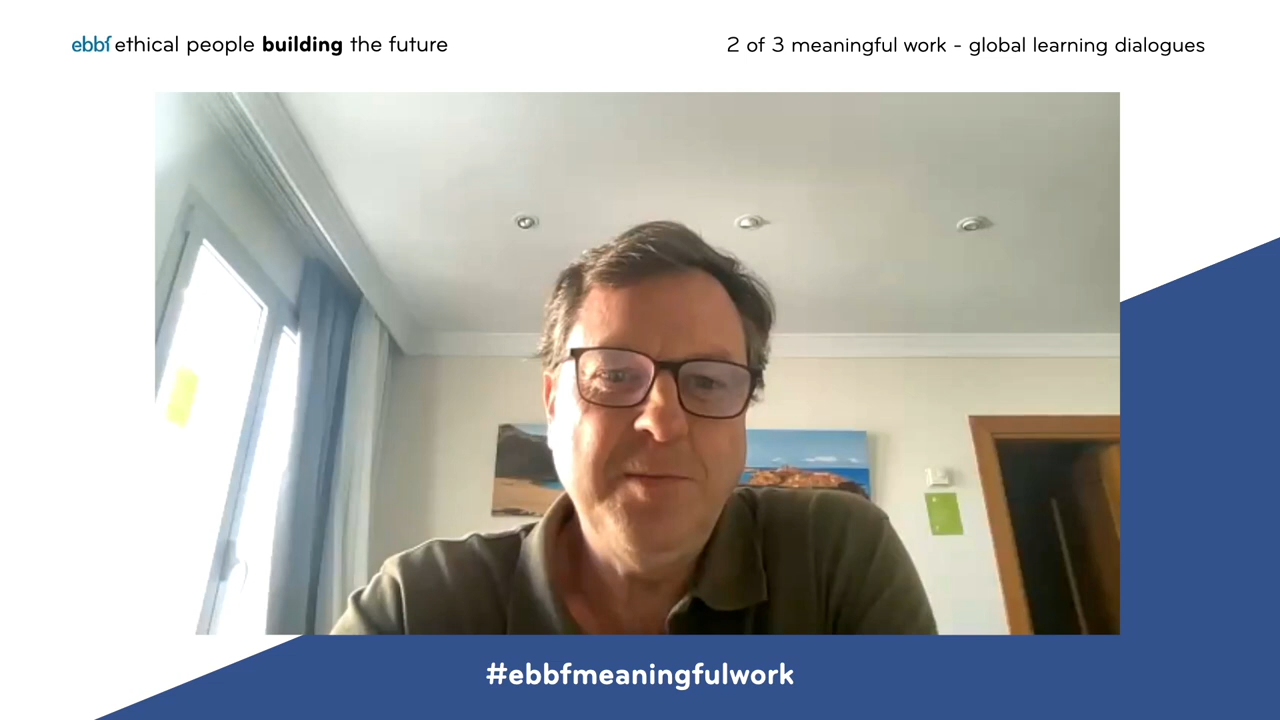 ebbf ethical people building the future
2 of 3 meaningful work - global learning dialogues
#ebbfmeaningfulwork